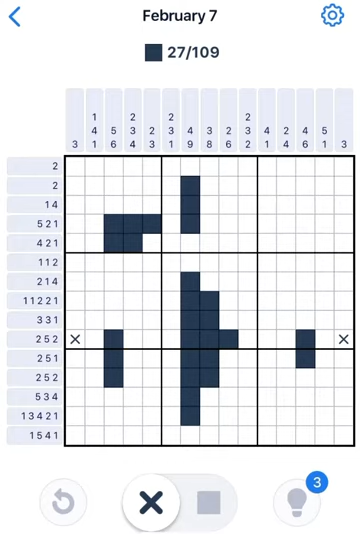 February 7
27/109
1 2 2 2
4 5 3 2 3 4 3 2 3 4 2 4 5
3 1 6 4 3 1 9 8 6 2 1 4 6 1 3
2
2
1 4
5 2 1
4 2 1
1 1 2
2 1 4
1 1 2 2 1
3 3 1
2 5 2
2 5 1
2 5 2
5 3 4
1 3 4 2 1
1 5 4 1
3